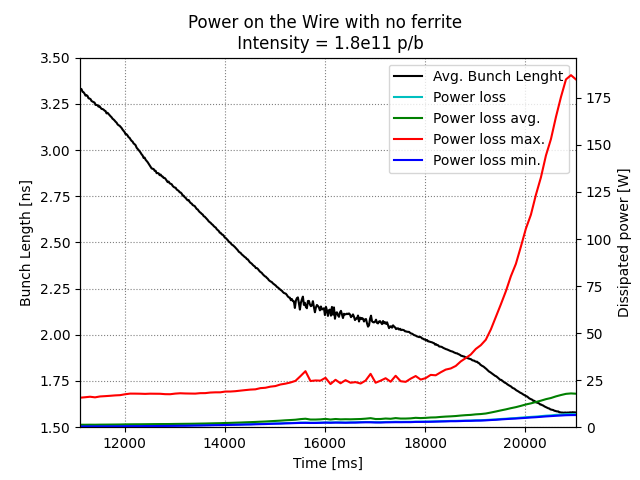 Power on the Wire with no ferrite
Intensity = 1.8e11 p/b
3.50
3.25
3.00
2.75
2.50
2.25
2.00
1.75
1.50
Bunch Length [ns]
Avg. Bunch Lenght
Power loss
Power loss avg.
Power loss max.
Power loss min.
175
150
125
100
75
50
25
0
Dissipated power [W]
12000
14000
16000
18000
20000
Time [ms]